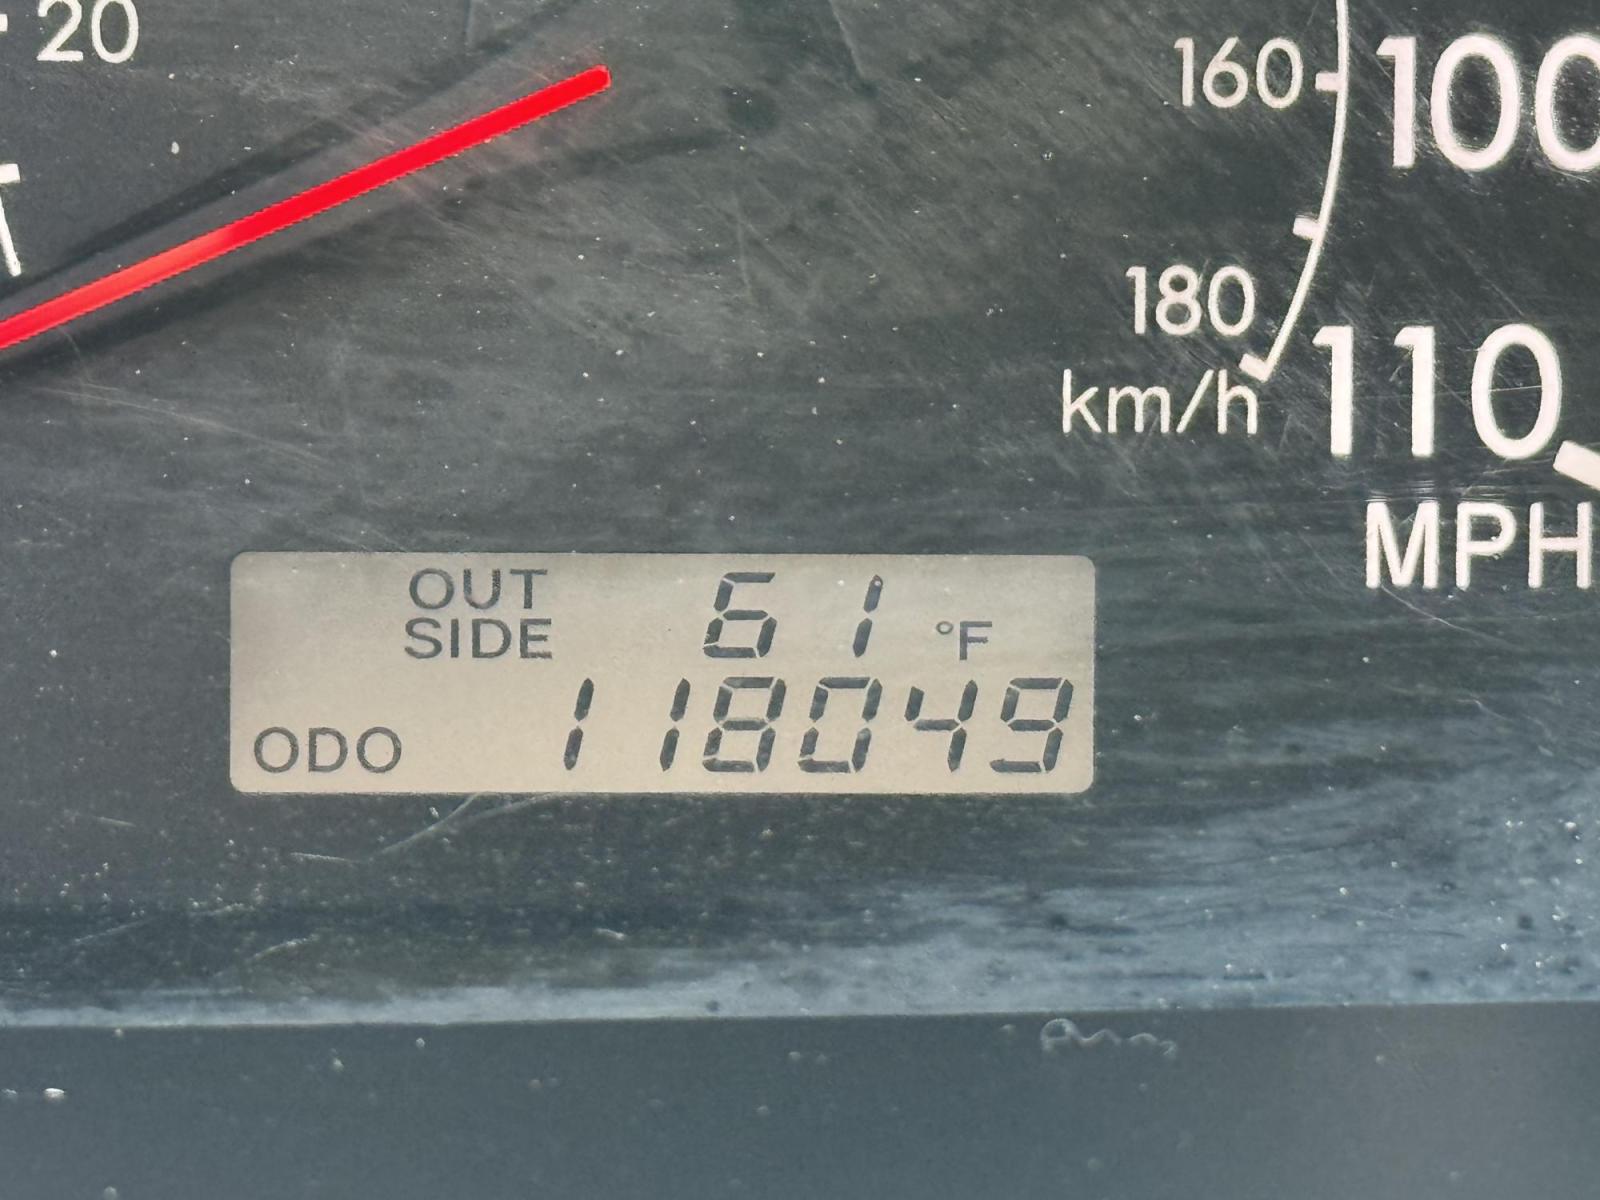 20
160
100
180
km/h
110
MPH
OUT SIDE 61 °F
ODO 118049